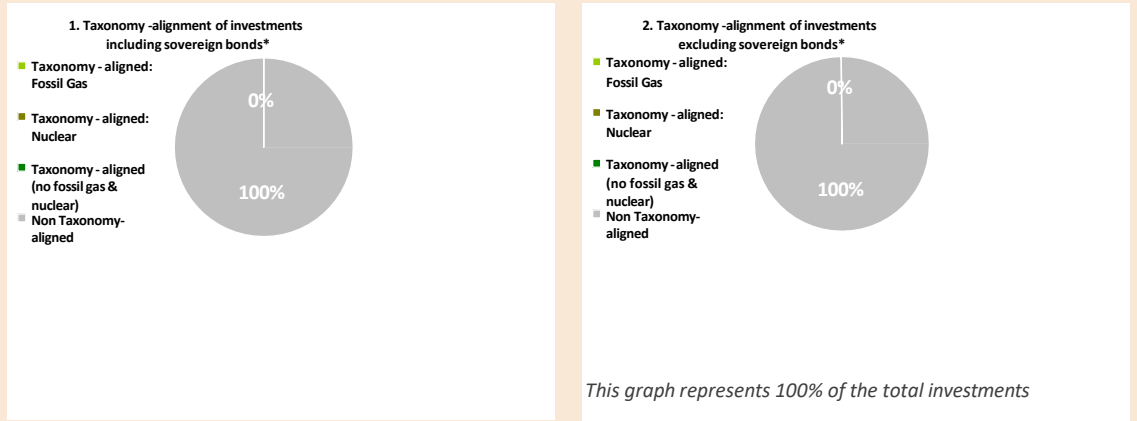 1. Taxonomy -alignment of investments
including sovereign bonds*
Taxonomy - aligned:
Fossil Gas
Taxonomy - aligned:
Nuclear
Taxonomy - aligned
(no fossil gas &
nuclear)
Non Taxonomy-
aligned
0%
100%
2. Taxonomy -alignment of investments
excluding sovereign bonds*
Taxonomy - aligned:
Fossil Gas
Taxonomy - aligned:
Nuclear
Taxonomy - aligned
(no fossil gas &
nuclear)
Non Taxonomy-
aligned
0%
100%
This graph represents 100% of the total investments